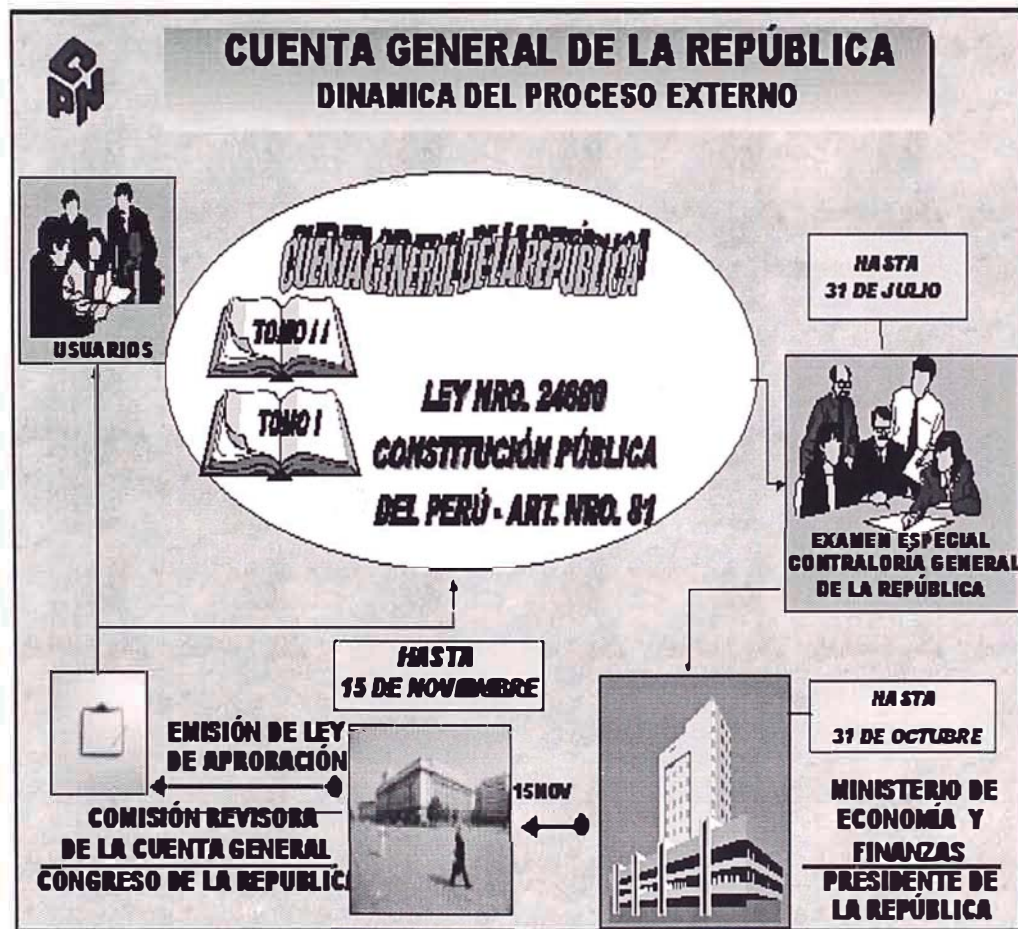 CPN
CUENTA GENERAL DE LA REPÚBLICA
DINAMICA DEL PROCESO EXTERNO
USUARIOS
CUENTA GENERAL DE LA REPÚBLICA
TOMO II
TOMO I
LEY NRO. 24680
CONSTITUCIÓN PÚBLICA
DEL PERÚ - ART. NRO. 81
HASTA
31 DE JULIO
EXAMEN ESPECIAL
CONTRALORÍA GENERAL
DE LA REPÚBLICA
HASTA
15 DE NOVIEMBRE
HASTA
31 DE OCTUBRE
EMISIÓN DE LEY
DE APRORACIÓN
15NOV
COMISIÓN REVISORA
DE LA CUENTA GENERAL
CONGRESO DE LA REPUBLICA
MINISTERIO DE
ECONOMÍA Y
FINANZAS
PRESIDENTE DE
LA REPÚBLICA